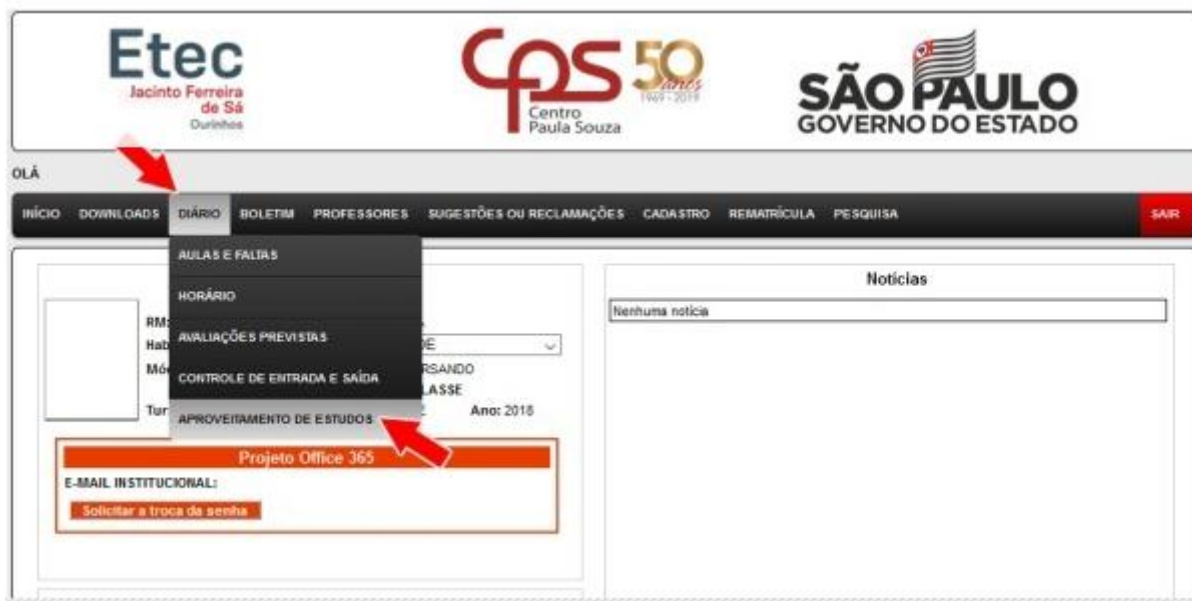 Etec
Jacinto Ferreira
de Sá
Ourinhos
CPS 50
anos
1969 - 2019
Centro
Paula Souza
SÃO PAULO
GOVERNO DO ESTADO
OLÁ
INÍCIO DOWNLOADS DIÁRIO BOLETIM PROFESSORES SUGESTÕES OU RECLAMAÇÕES CADASTRO REMATRÍCULA PESQUISA SAIR
AULAS E FALTAS
HORÁRIO
AVALIAÇÕES PREVISTAS
CONTROLE DE ENTRADA E SAÍDA
APROVEITAMENTO DE ESTUDOS
RM:
Hab
DE
Mód
RSANDO
LASSE
Tur
Ano: 2018
Projeto Office 365
E-MAIL INSTITUCIONAL:
Solicitar a troca da senha
Notícias
Nenhuma notícia